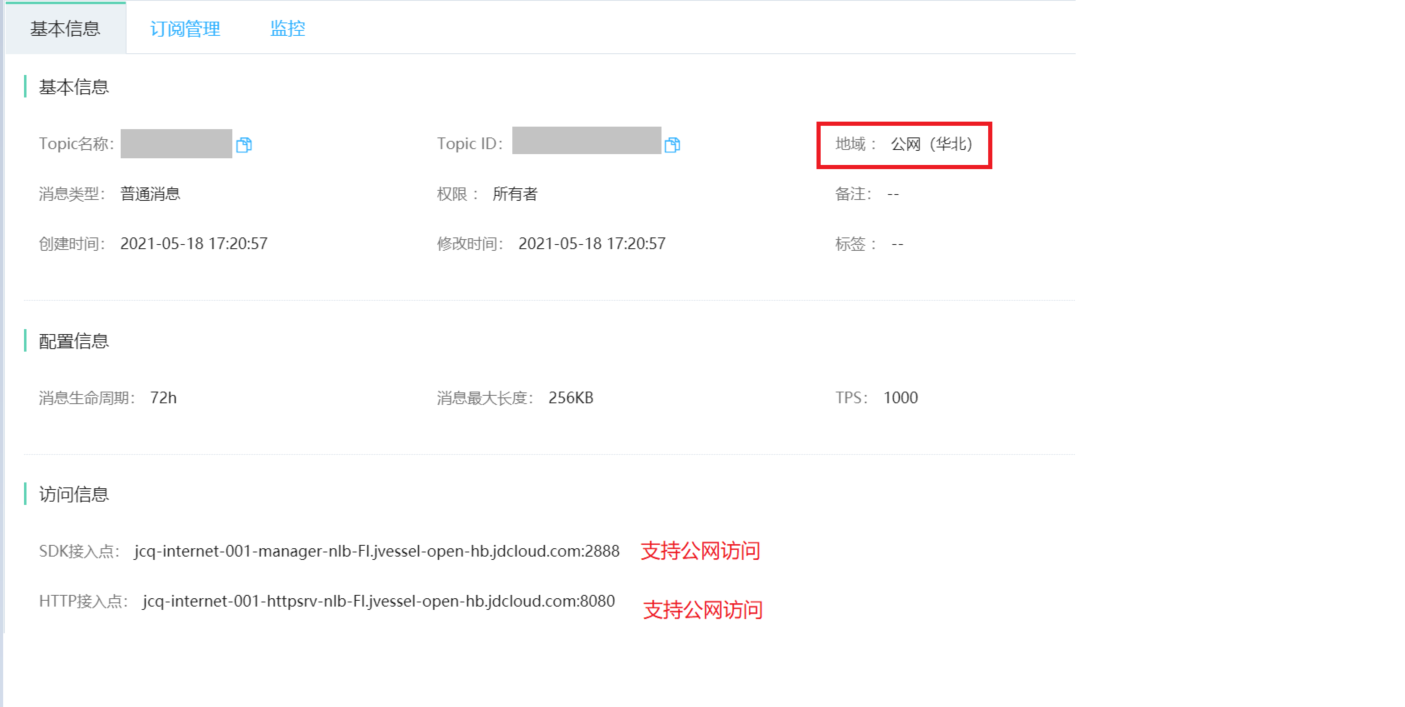 基本信息 订阅管理 监控
基本信息
Topic名称: Topic ID: 地域： 公网（华北）
消息类型: 普通消息 权限： 所有者 备注: --
创建时间: 2021-05-18 17:20:57 修改时间: 2021-05-18 17:20:57 标签： --
配置信息
消息生命周期: 72h 消息最大长度: 256KB TPS: 1000
访问信息
SDK接入点: jcq-internet-001-manager-nlb-FI.jvessel-open-hb.jdcloud.com:2888 支持公网访问
HTTP接入点: jcq-internet-001-httpsrv-nlb-FI.jvessel-open-hb.jdcloud.com:8080 支持公网访问